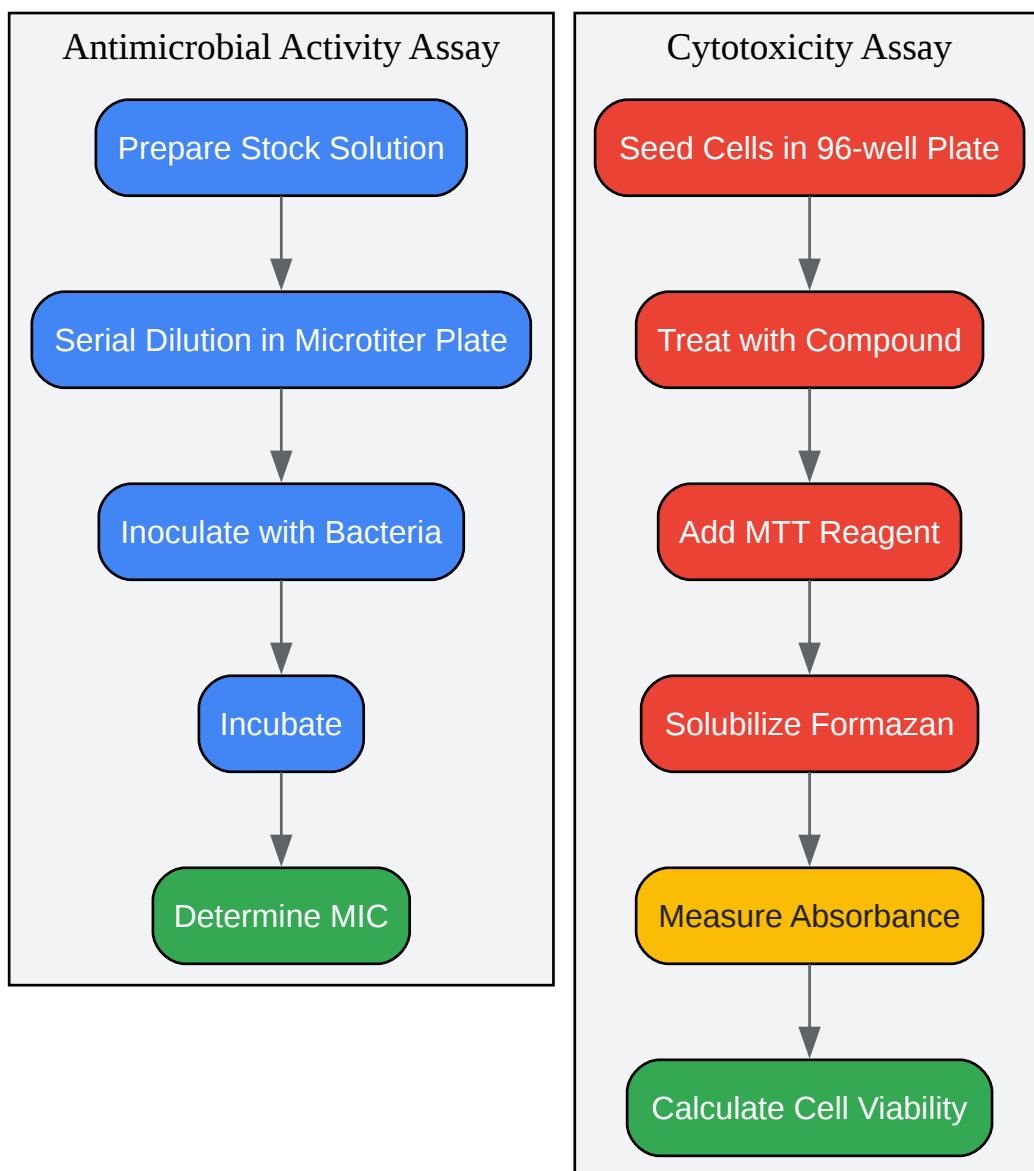 Antimicrobial Activity Assay
Prepare Stock Solution
Serial Dilution in Microtiter Plate
Inoculate with Bacteria
Incubate
Determine MIC
Cytotoxicity Assay
Seed Cells in 96-well Plate
Treat with Compound
Add MTT Reagent
Solubilize Formazan
Measure Absorbance
Calculate Cell Viability